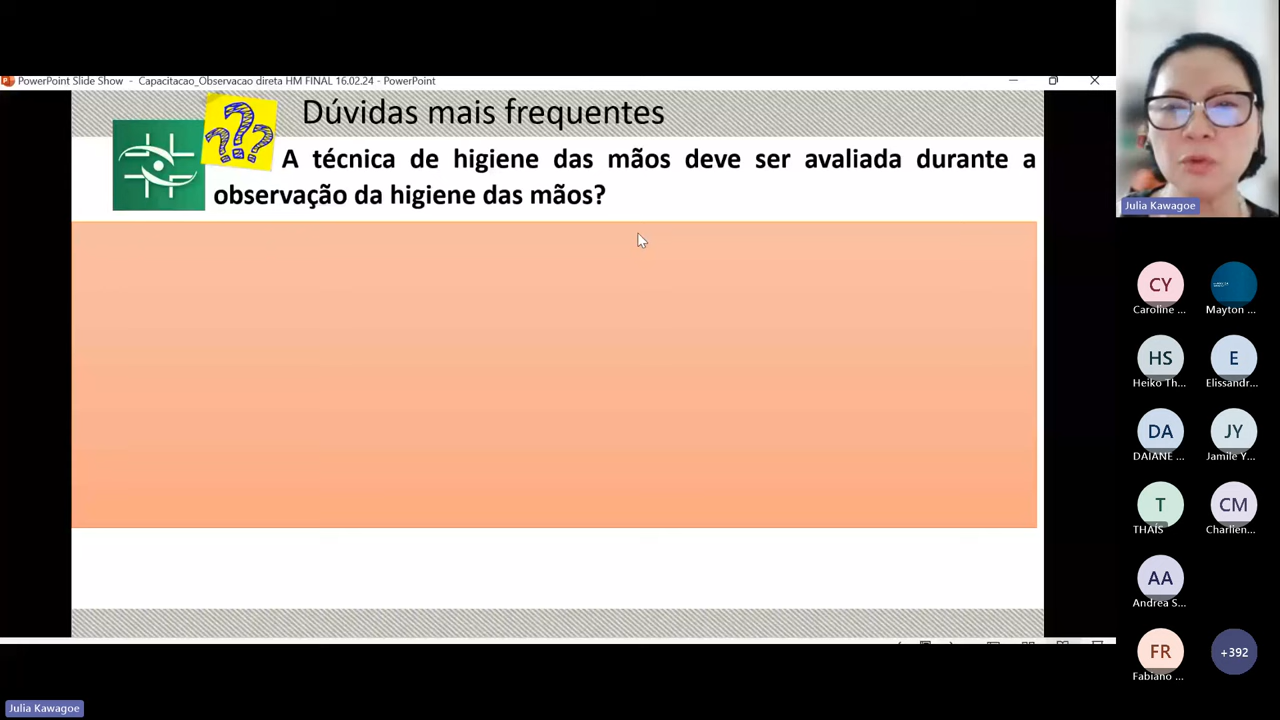 PowerPoint Slide Show - Capacitacao_Observacao direta HM FINAL 16.02.24 - PowerPoint
Dúvidas mais frequentes
A técnica de higiene das mãos deve ser avaliada durante a
observação da higiene das mãos?
Julia Kawagoe
CY
Caroline ...
Mayton ...
HS
Heiko Th...
E
Elissandr...
DA
DAIANE ...
JY
Jamile Y...
T
THAÍS
CM
Charlien...
AA
Andrea S...
FR
Fabiano ...
+392
Julia Kawagoe